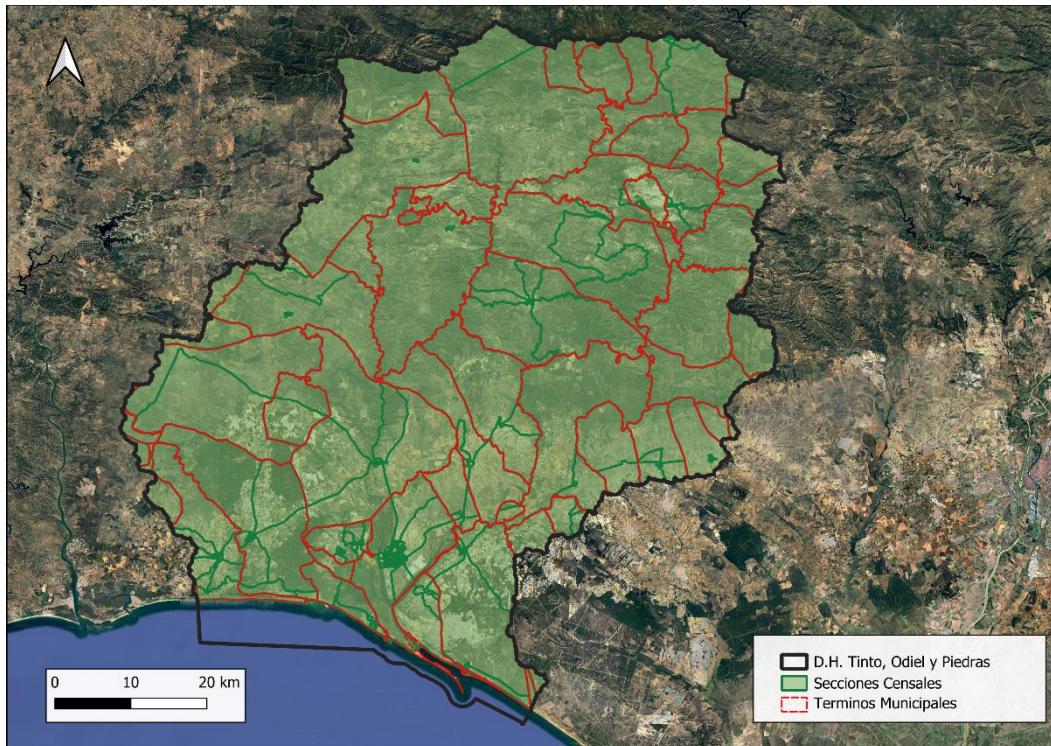 0 10 20 km
D.H. Tinto, Odiel y Piedras
Secciones Censales
Terminos Municipales